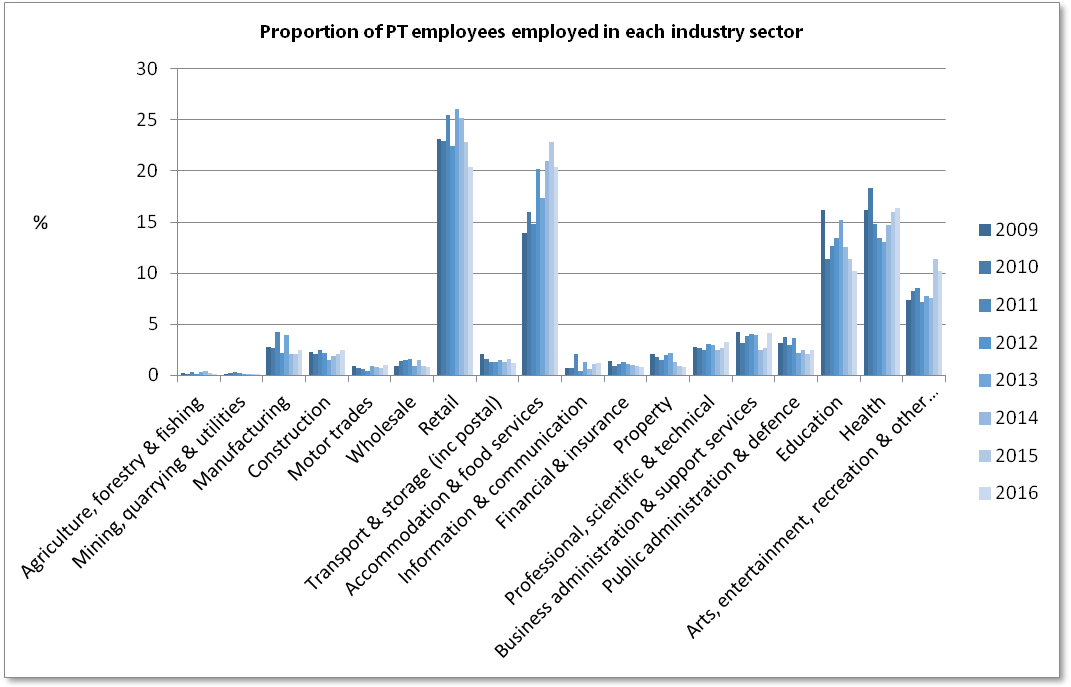 Proportion of PT employees employed in each industry sector
30
25
20
15
10
5
0
%
Agriculture, forestry & fishing
Mining, quarrying & utilities
Manufacturing
Construction
Motor trades
Wholesale
Retail
Transport & storage (inc postal)
Accommodation & food services
Information & communication
Financial & insurance
Property
Professional, scientific & technical
Business administration & support services
Public administration & defence
Education
Health
Arts, entertainment, recreation & other...
2009
2010
2011
2012
2013
2014
2015
2016